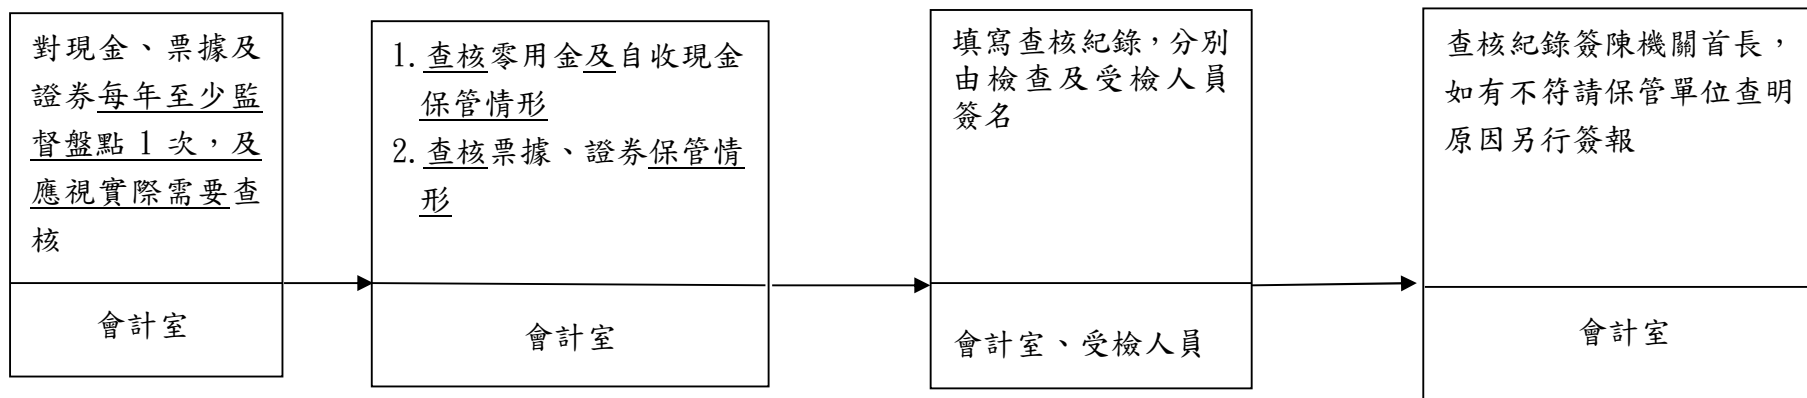 對現金、票據及
證券每年至少監
督盤點 1 次，及
應視實際需要查
核
會計室
1. 查核零用金及自收現金
保管情形
2. 查核票據、證券保管情
形
會計室
填寫查核紀錄，分別
由檢查及受檢人員
簽名
會計室、受檢人員
查核紀錄簽陳機關首長，
如有不符請保管單位查明
原因另行簽報
會計室